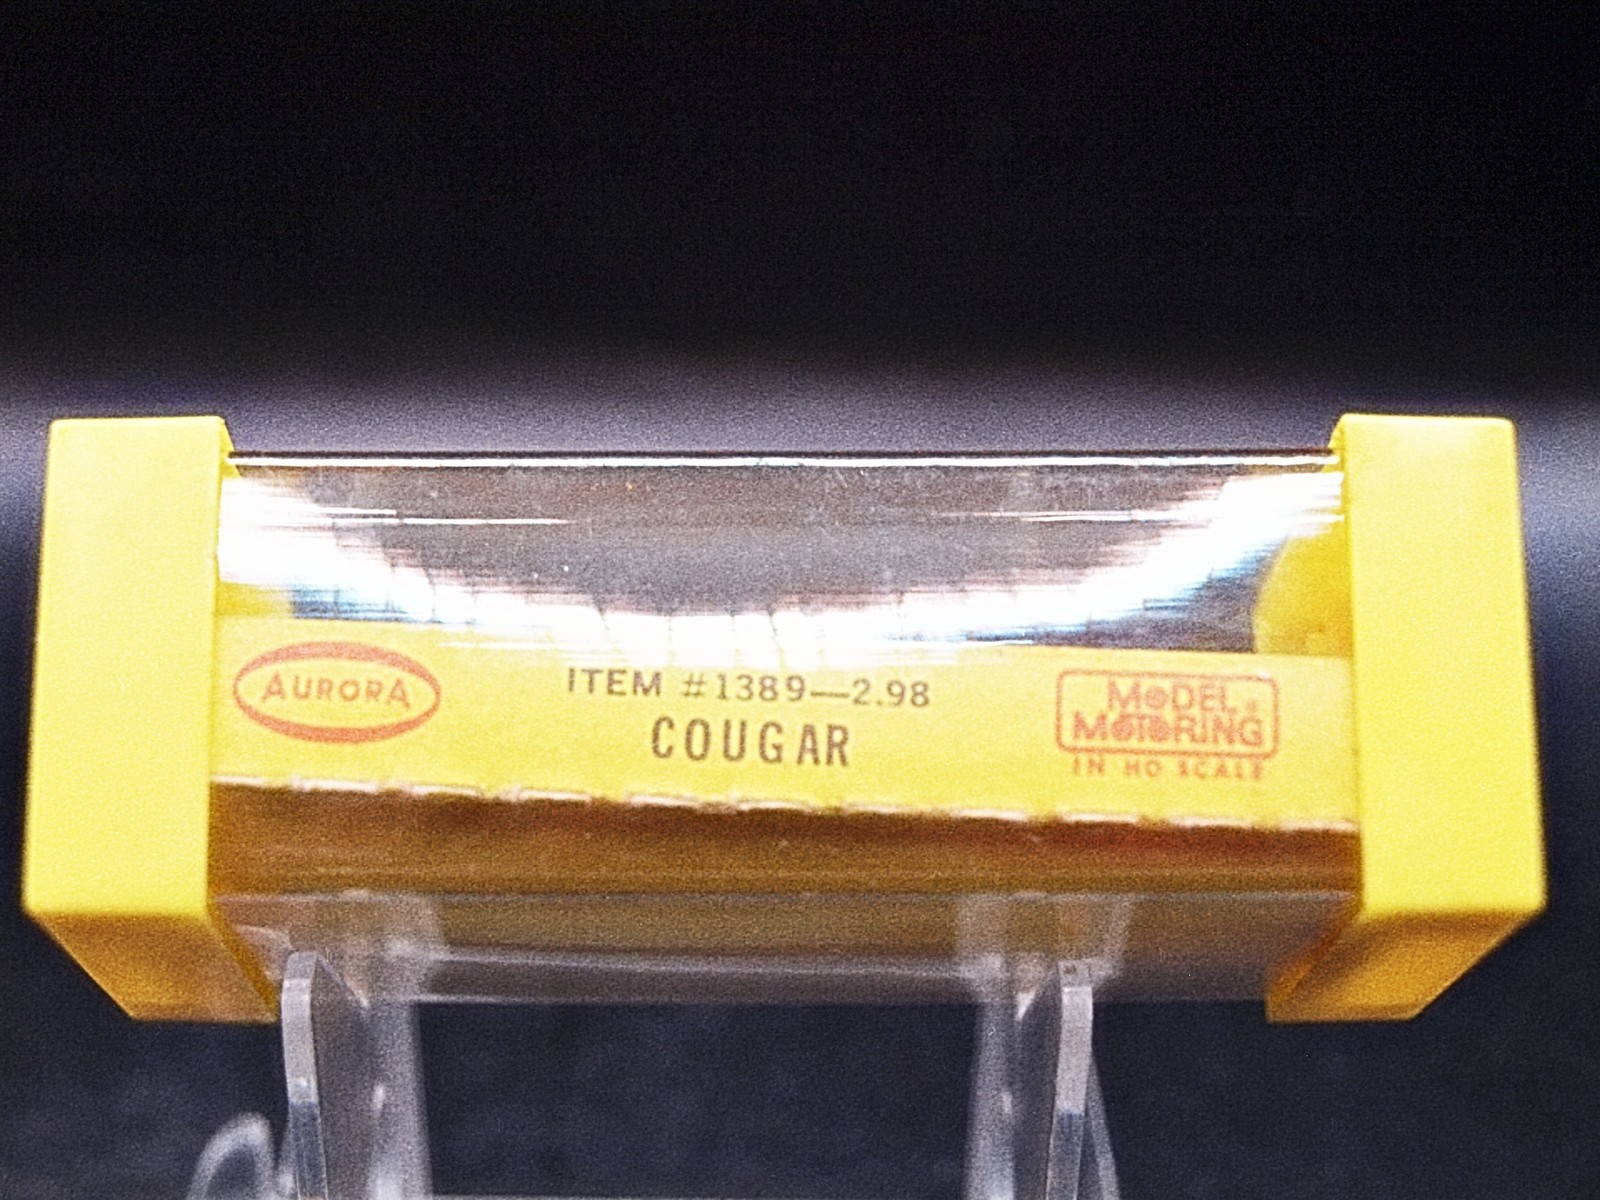 AURORA
ITEM #1389—2.98
COUGAR
MODEL
MOTORING
IN HO SCALE